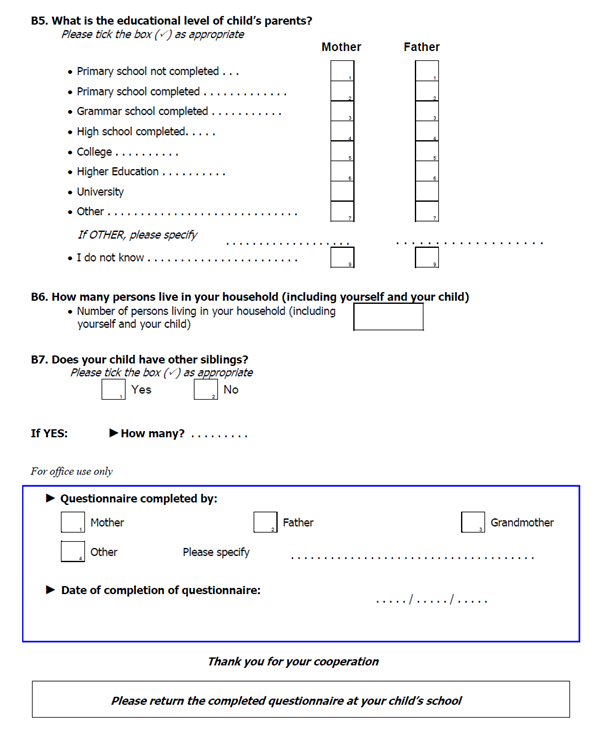 B5. What is the educational level of child's parents?
Please tick the box (✓) as appropriate
Mother Father
• Primary school not completed . . . 1 1
• Primary school completed . . . . . . . . . . . . . 2 2
• Grammar school completed . . . . . . . . . . . 3 3
• High school completed. . . . . 4 4
• College . . . . . . . . . . 5 5
• Higher Education . . . . . . . . . . 6 6
• University
• Other . . . . . . . . . . . . . . . . . . . . . . . . . . . . . 7 7
If OTHER, please specify . . . . . . . . . . . . . . . . . . . . . . . . . . . . . . . . . . . . . . . . .
• I do not know . . . . . . . . . . . . . . . . . . . . . . . 9 9
B6. How many persons live in your household (including yourself and your child)
• Number of persons living in your household (including
yourself and your child)
B7. Does your child have other siblings?
Please tick the box (✓) as appropriate
1 Yes 2 No
If YES: ►How many? . . . . . . . . .
For office use only
► Questionnaire completed by:
1 Mother 2 Father 3 Grandmother
4 Other Please specify . . . . . . . . . . . . . . . . . . . . . . . . . . . . . . . . . . . . .
► Date of completion of questionnaire:
. . . . . / . . . . . / . . . . .
Thank you for your cooperation
Please return the completed questionnaire at your child's school